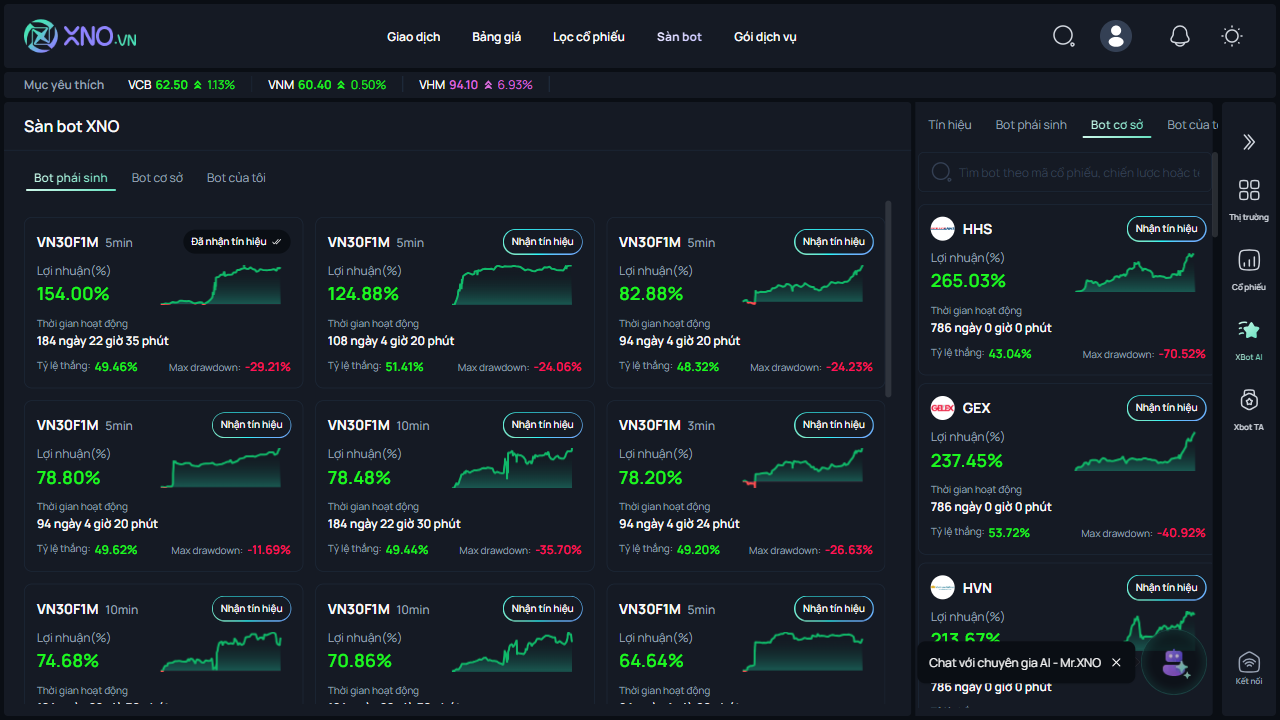 XNO.VN
Giao dịch Bảng giá Lọc cổ phiếu Sàn bot Gói dịch vụ
Mục yêu thích VCB 62.50 1.13% VNM 60.40 0.50% VHM 94.10 6.93%
Sàn bot XNO
Bot phái sinh Bot cơ sở Bot của tôi
VN30F1M 5min Đã nhận tín hiệu
Lợi nhuận(%)
154.00%
Thời gian hoạt động
184 ngày 22 giờ 35 phút
Tỷ lệ thắng: 49.46% Max drawdown: -29.21%
VN30F1M 5min Nhận tín hiệu
Lợi nhuận(%)
124.88%
Thời gian hoạt động
108 ngày 4 giờ 20 phút
Tỷ lệ thắng: 51.41% Max drawdown: -24.06%
VN30F1M 5min Nhận tín hiệu
Lợi nhuận(%)
82.88%
Thời gian hoạt động
94 ngày 4 giờ 20 phút
Tỷ lệ thắng: 48.32% Max drawdown: -24.23%
VN30F1M 5min Nhận tín hiệu
Lợi nhuận(%)
78.80%
Thời gian hoạt động
94 ngày 4 giờ 20 phút
Tỷ lệ thắng: 49.62% Max drawdown: -11.69%
VN30F1M 10min Nhận tín hiệu
Lợi nhuận(%)
78.48%
Thời gian hoạt động
184 ngày 22 giờ 30 phút
Tỷ lệ thắng: 49.44% Max drawdown: -35.70%
VN30F1M 3min Nhận tín hiệu
Lợi nhuận(%)
78.20%
Thời gian hoạt động
94 ngày 4 giờ 24 phút
Tỷ lệ thắng: 49.20% Max drawdown: -26.63%
VN30F1M 10min Nhận tín hiệu
Lợi nhuận(%)
74.68%
Thời gian hoạt động
VN30F1M 10min Nhận tín hiệu
Lợi nhuận(%)
70.86%
Thời gian hoạt động
VN30F1M 5min Nhận tín hiệu
Lợi nhuận(%)
64.64%
Thời gian hoạt động
Tín hiệu Bot phái sinh Bot cơ sở Bot của
Tìm bot theo mã cổ phiếu, chiến lược hoặc
HHS Nhận tín hiệu
Lợi nhuận(%)
265.03%
Thời gian hoạt động
786 ngày 0 giờ 0 phút
Tỷ lệ thắng: 43.04% Max drawdown: -70.52%
GELEX GEX Nhận tín hiệu
Lợi nhuận(%)
237.45%
Thời gian hoạt động
786 ngày 0 giờ 0 phút
Tỷ lệ thắng: 53.72% Max drawdown: -40.92%
HVN Nhận tín hiệu
Lợi nhuận(%)
213.67%
Chat với chuyên gia AI - Mr.XNO
786 ngày 0 giờ 0 phút
Thị trường
Cổ phiếu
XBot AI
Xbot TA
Kết nối